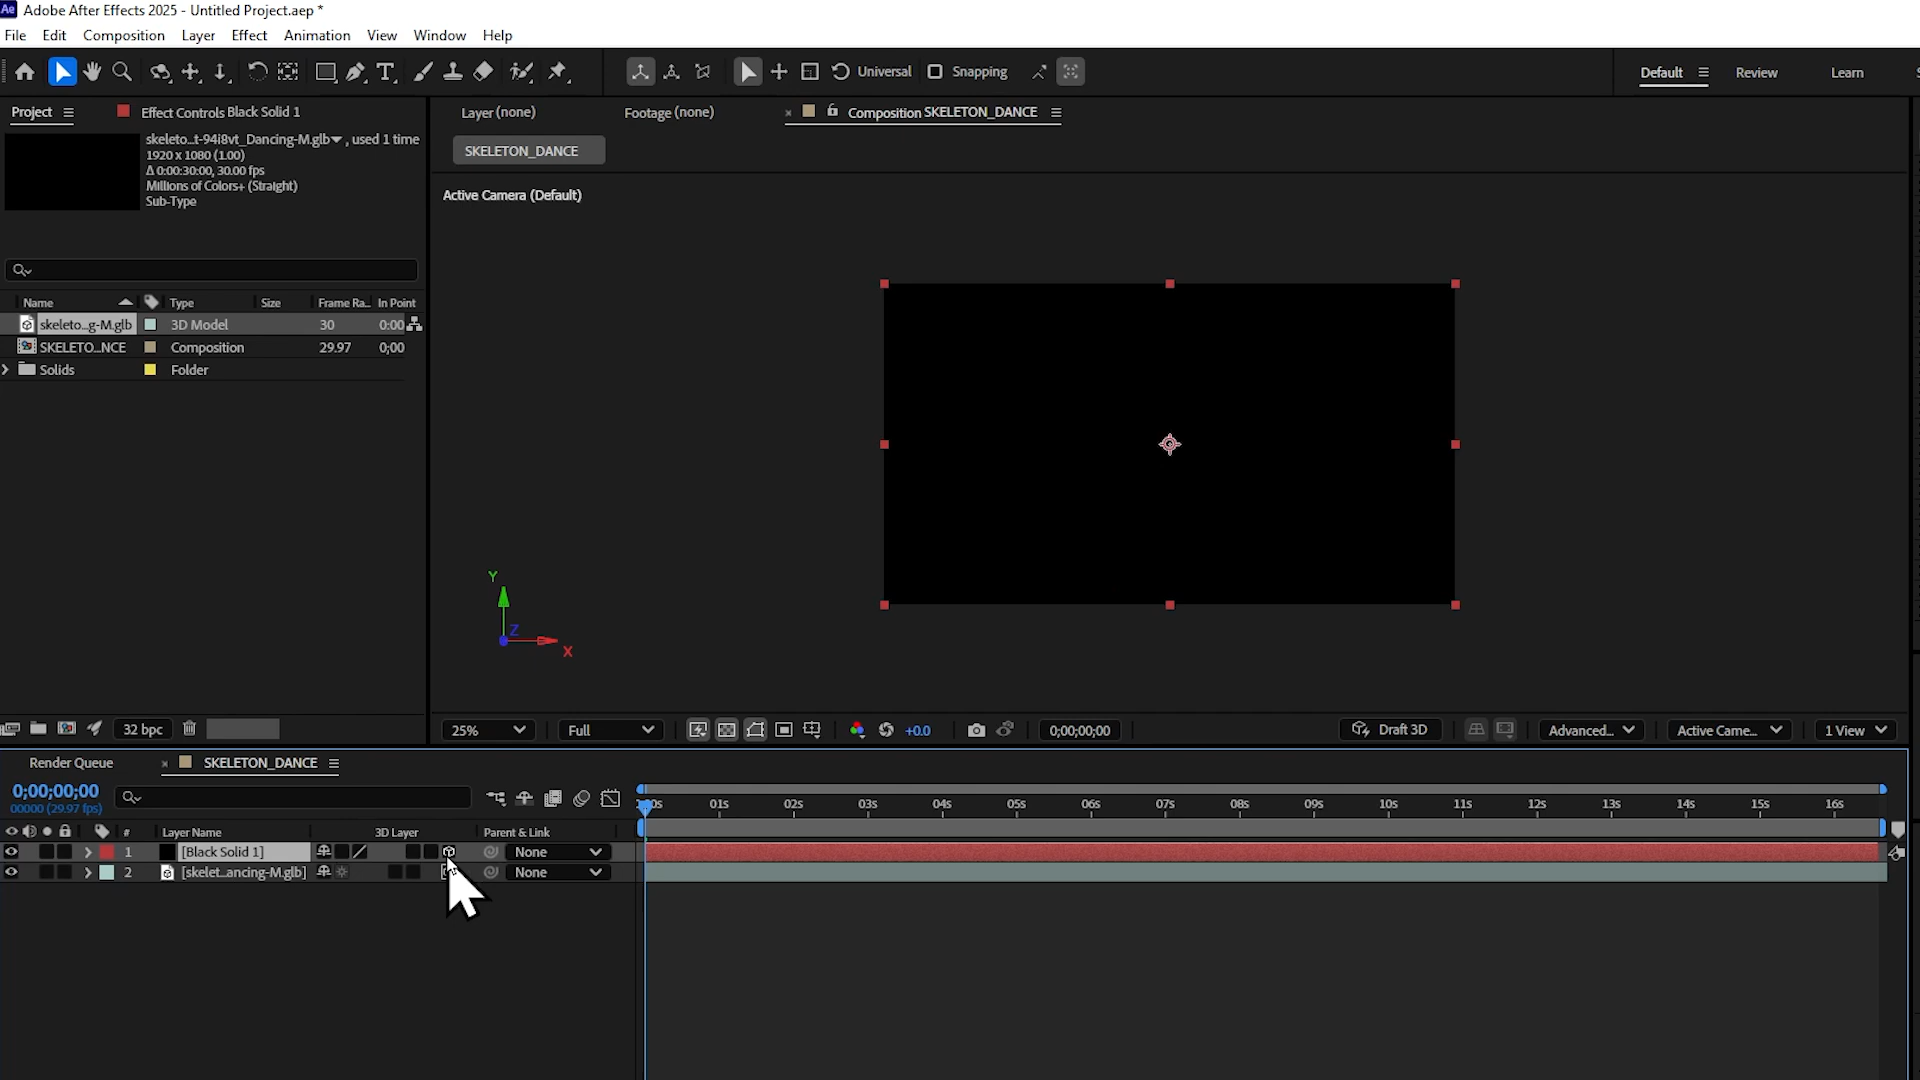 Ae Adobe After Effects 2025 - Untitled Project.aep *
File Edit Composition Layer Effect Animation View Window Help
Universal Snapping Default Review Learn
Project Effect Controls Black Solid 1 Layer (none) Footage (none) Composition SKELETON_DANCE
skeleto...t-94i8vt_Dancing-M.glb , used 1 time
1920 x 1080 (1.00)
Δ 0:00:30:00, 30.00 fps
Millions of Colors+ (Straight)
Sub-Type
SKELETON_DANCE
Active Camera (Default)
Name Type Size Frame Ra... In Point
skeleto...g-M.glb 3D Model 30 0:00
SKELETO...NCE Composition 29.97 0;00
Solids Folder
Y
Z
X
32 bpc 25% Full +0.0 0;00;00;00 Draft 3D Advanced... Active Came... 1 View
Render Queue SKELETON_DANCE
0;00;00;00
00000 (29.97 fps)
01s 02s 03s 04s 05s 06s 07s 08s 09s 10s 11s 12s 13s 14s 15s 16s
# Layer Name 3D Layer Parent & Link
1 [Black Solid 1] None
2 [skelet...ancing-M.glb] None